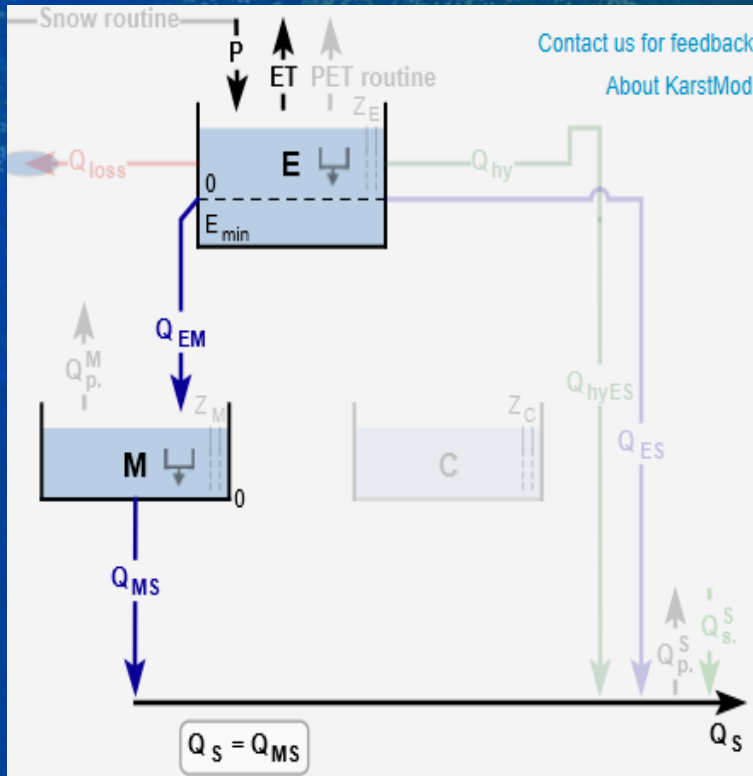 Snow routine
P
ET
PET routine
Contact us for feedback
About KarstMod
Z E
Q loss
E
Q hy
0
E min
Q EM
Q M p.
Z M
Z C
Q hyES
Q ES
M
C
0
Q MS
Q S p.
Q S s.
Q S = Q MS
Q S